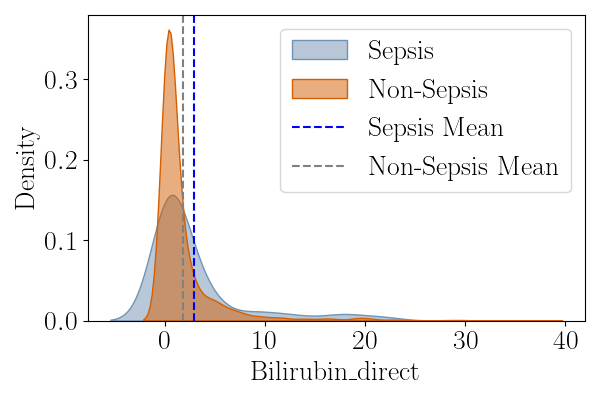 Sepsis
Non-Sepsis
Sepsis Mean
Non-Sepsis Mean
Density
0.3
0.2
0.1
0.0
0 10 20 30 40
Bilirubin_direct